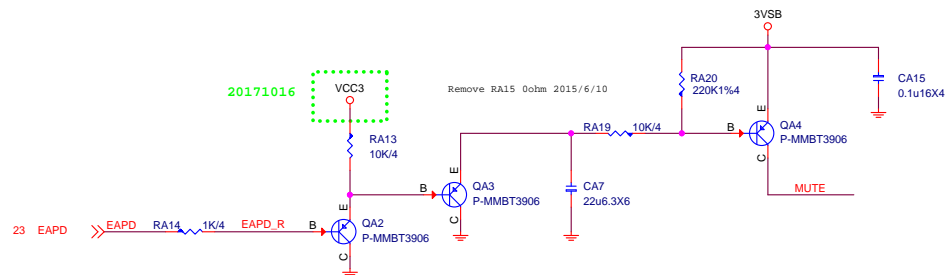 3VSB
20171016
VCC3
Remove RA15 0ohm 2015/6/10
RA20
220K1%4
CA15
0.1u16X4
RA13
10K/4
RA19
10K/4
E
B
QA4
P-MMBT3906
C
MUTE
E
B
QA3
P-MMBT3906
C
CA7
22u6.3X6
23 EAPD
EAPD
RA14
1K/4
EAPD_R
E
B
QA2
P-MMBT3906
C